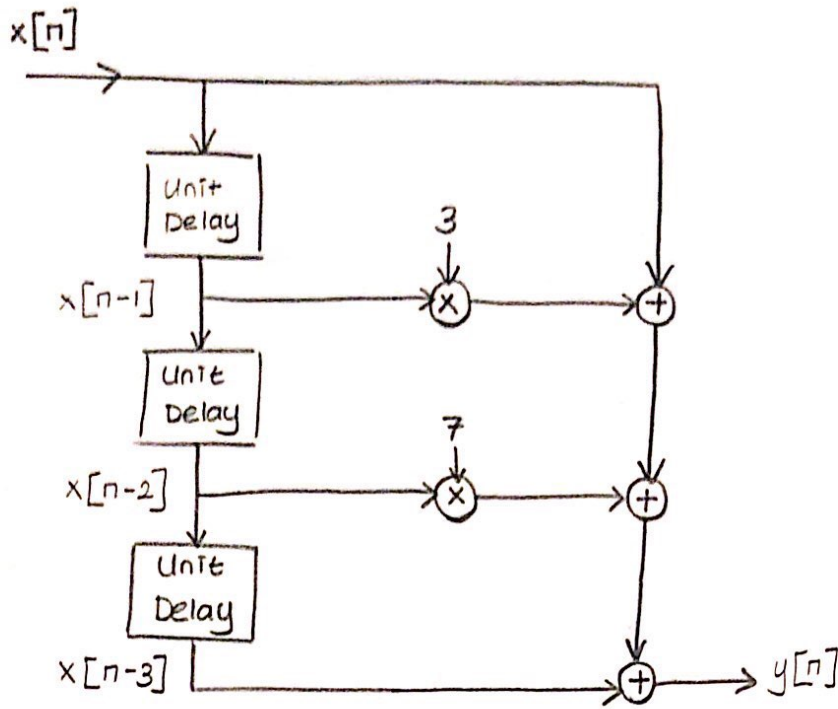 x[n]
Unit
Delay
3
x[n-1]
×
+
Unit
Delay
7
x[n-2]
×
+
Unit
Delay
x[n-3]
+
y[n]